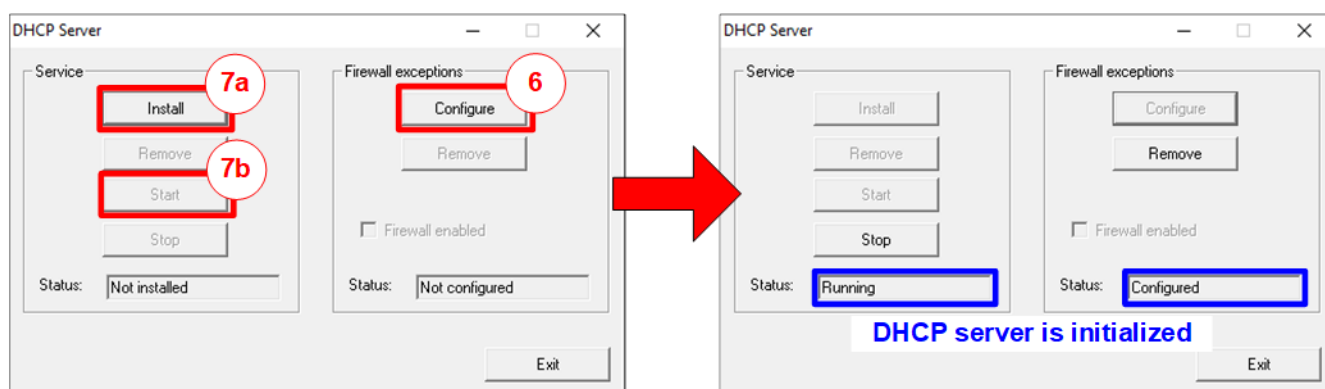 DHCP Server
Service
Install
7a
Remove
7b
Start
Stop
Status: Not installed
Firewall exceptions
Configure
6
Remove
Firewall enabled
Status: Not configured
Exit
DHCP Server
Service
Install
Remove
Start
Stop
Status: Running
Firewall exceptions
Configure
Remove
Firewall enabled
Status: Configured
DHCP server is initialized
Exit